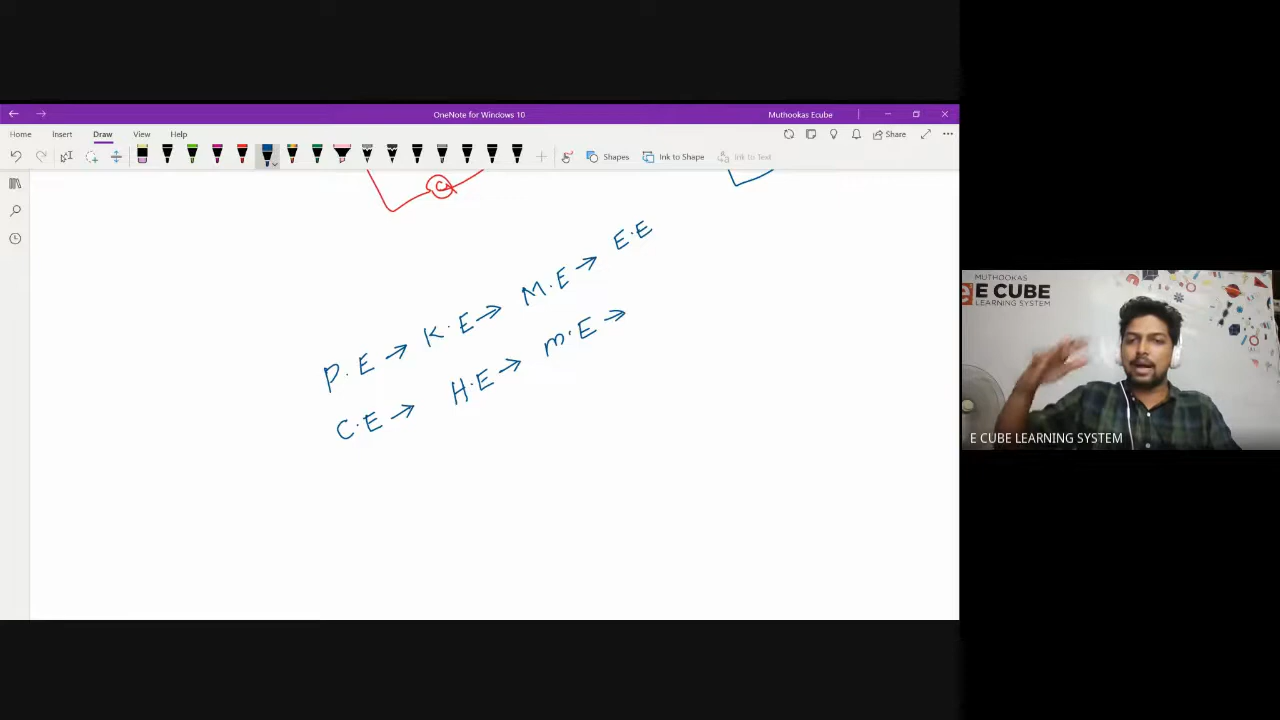 OneNote for Windows 10
Muthookas Ecube
Home Insert Draw View Help
Share
Shapes Ink to Shape Ink to Text
C
P.E → K.E → M.E → E.E
C.E → H.E → m.E →
MUTHOOKAS
E CUBE
LEARNING SYSTEM
E CUBE LEARNING SYSTEM